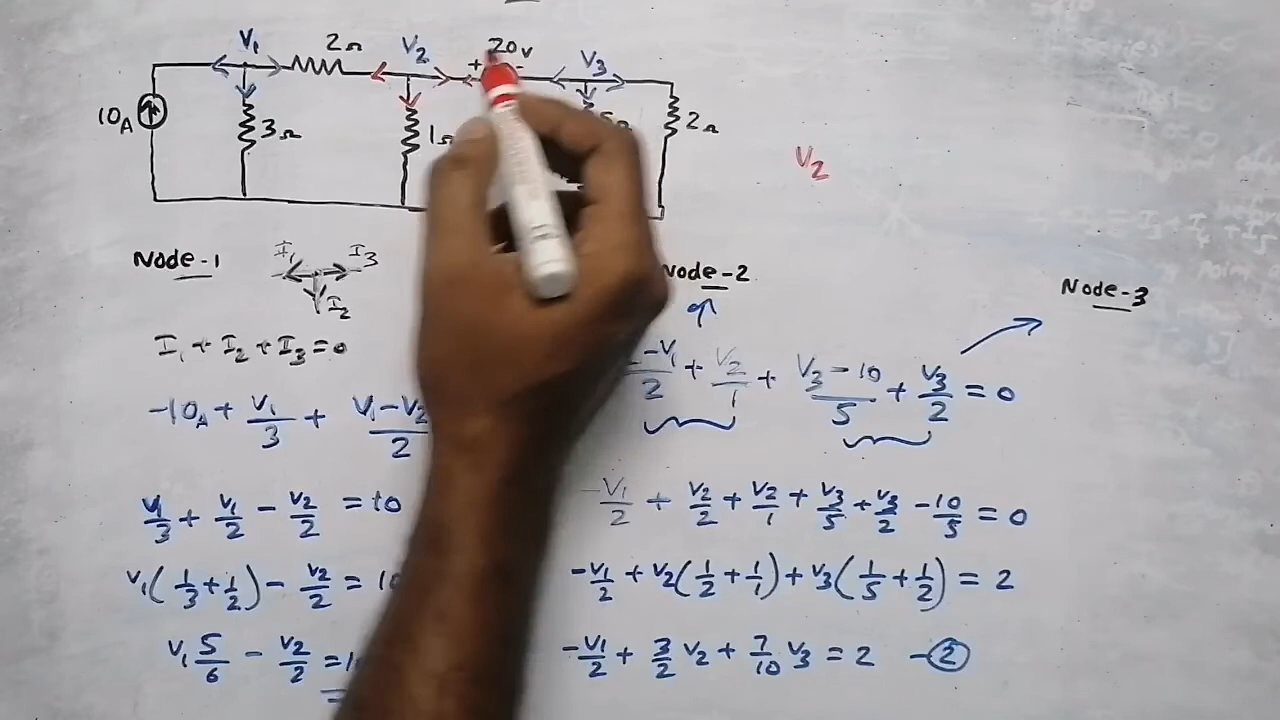 V₁ 2Ω V₂ + 20V - V₃
10A 3Ω 1Ω 5Ω 2Ω
V₂
Node-1 I₁ I₃ I₂
Node-2
Node-3
I₁ + I₂ + I₃ = 0
-V₁/2 + V₂/1 + (V₃ - 10)/5 + V₃/2 = 0
-10A + V₁/3 + (V₁ - V₂)/2
V₁/3 + V₁/2 - V₂/2 = 10
-V₁/2 + V₂/2 + V₂/1 + V₃/5 + V₃/2 - 10/5 = 0
V₁(1/3 + 1/2) - V₂/2 = 10
-V₁/2 + V₂(1/2 + 1/1) + V₃(1/5 + 1/2) = 2
V₁ 5/6 - V₂/2 = 1
-V₁/2 + 3/2 V₂ + 7/10 V₃ = 2 - ②